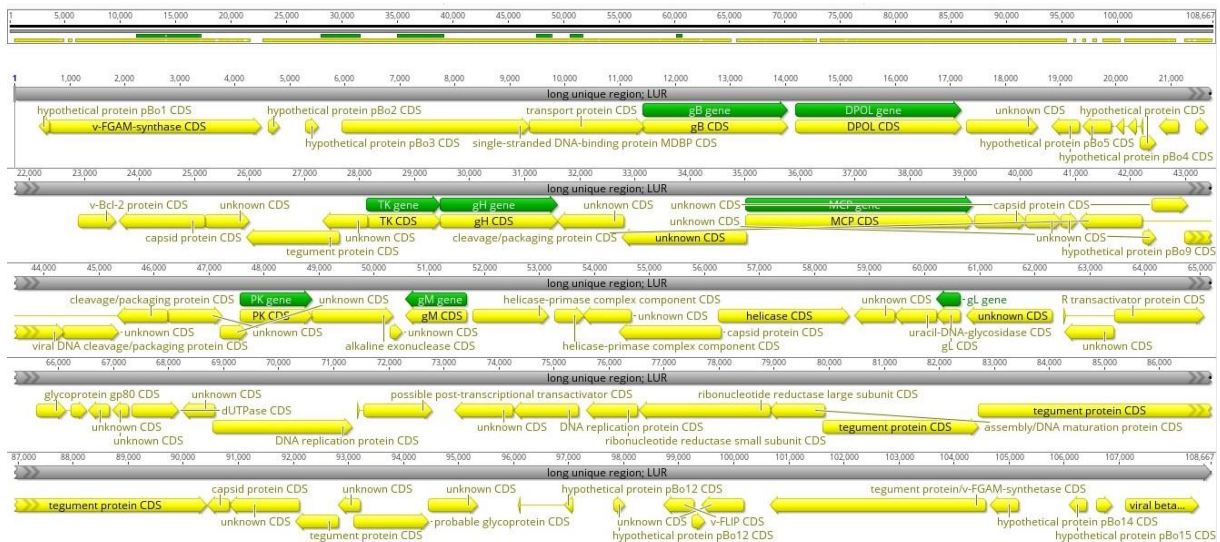 1 5,000 10,000 15,000 20,000 25,000 30,000 35,000 40,000 45,000 50,000 55,000 60,000 65,000 70,000 75,000 80,000 85,000 90,000 95,000 100,000 108,667
1 1,000 2,000 3,000 4,000 5,000 6,000 7,000 8,000 9,000 10,000 11,000 12,000 13,000 14,000 15,000 16,000 17,000 18,000 19,000 20,000 21,000
long unique region; LUR
hypothetical protein pBo1 CDS hypothetical protein pBo2 CDS transport protein CDS gB gene DPOL gene unknown CDS hypothetical protein CDS
v-FGAM-synthase CDS gB CDS DPOL CDS
hypothetical protein pBo3 CDS single-stranded DNA-binding protein MDBP CDS hypothetical protein pBo5 CDS
hypothetical protein pBo4 CDS
22,000 23,000 24,000 25,000 26,000 27,000 28,000 29,000 30,000 31,000 32,000 33,000 34,000 35,000 36,000 37,000 38,000 39,000 40,000 41,000 42,000 43,000
long unique region; LUR
v-Bcl-2 protein CDS unknown CDS TK gene gH gene unknown CDS unknown CDS MCP gene capsid protein CDS
TK CDS gH CDS unknown CDS MCP CDS
capsid protein CDS unknown CDS cleavage/packaging protein CDS unknown CDS unknown CDS
tegument protein CDS hypothetical protein pBo9 CDS
44,000 45,000 46,000 47,000 48,000 49,000 50,000 51,000 52,000 53,000 54,000 55,000 56,000 57,000 58,000 59,000 60,000 61,000 62,000 63,000 64,000 65,000
long unique region; LUR
cleavage/packaging protein CDS PK gene unknown CDS gM gene helicase-primase complex component CDS unknown CDS gL gene R transactivator protein CDS
PK CDS gM CDS unknown CDS helicase CDS unknown CDS
unknown CDS unknown CDS capsid protein CDS uracil-DNA-glycosidase CDS
viral DNA cleavage/packaging protein CDS alkaline exonuclease CDS helicase-primase complex component CDS gL CDS unknown CDS
66,000 67,000 68,000 69,000 70,000 71,000 72,000 73,000 74,000 75,000 76,000 77,000 78,000 79,000 80,000 81,000 82,000 83,000 84,000 85,000 86,000
long unique region; LUR
glycoprotein gp80 CDS unknown CDS possible post-transcriptional transactivator CDS ribonucleotide reductase large subunit CDS
dUTPase CDS tegument protein CDS
unknown CDS unknown CDS DNA replication protein CDS tegument protein CDS assembly/DNA maturation protein CDS
unknown CDS DNA replication protein CDS ribonucleotide reductase small subunit CDS
87,000 88,000 89,000 90,000 91,000 92,000 93,000 94,000 95,000 96,000 97,000 98,000 99,000 100,000 101,000 102,000 103,000 104,000 105,000 106,000 107,000 108,667
long unique region; LUR
capsid protein CDS unknown CDS unknown CDS hypothetical protein pBo12 CDS tegument protein/v-FGAM-synthetase CDS
tegument protein CDS viral beta...
unknown CDS probable glycoprotein CDS unknown CDS v-FLIP CDS hypothetical protein pBo14 CDS
tegument protein CDS hypothetical protein pBo12 CDS hypothetical protein pBo15 CDS